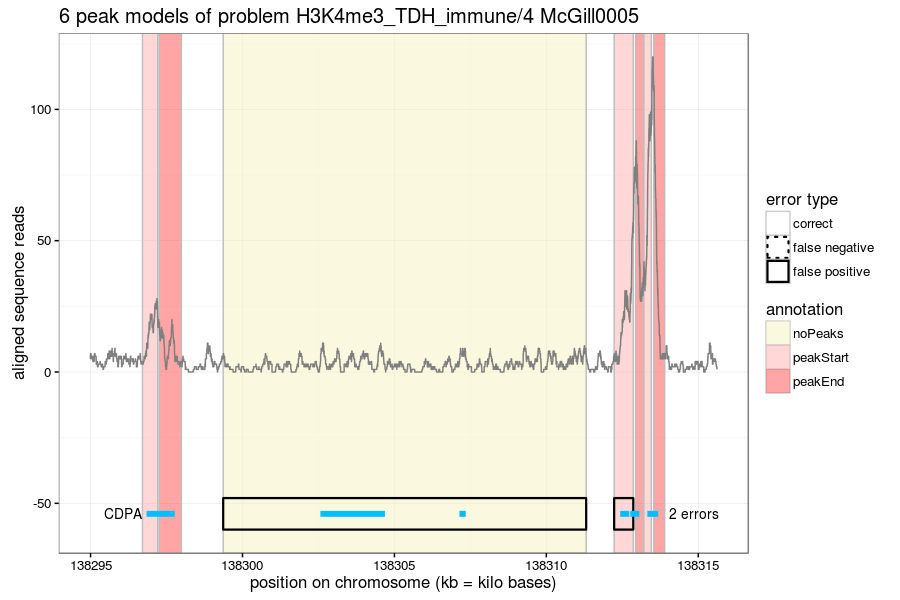 6 peak models of problem H3K4me3_TDH_immune/4 McGill0005
aligned sequence reads
100
50
0
-50
CDPA
2 errors
138295
138300
138305
138310
138315
position on chromosome (kb = kilo bases)
error type
correct
false negative
false positive
annotation
noPeaks
peakStart
peakEnd